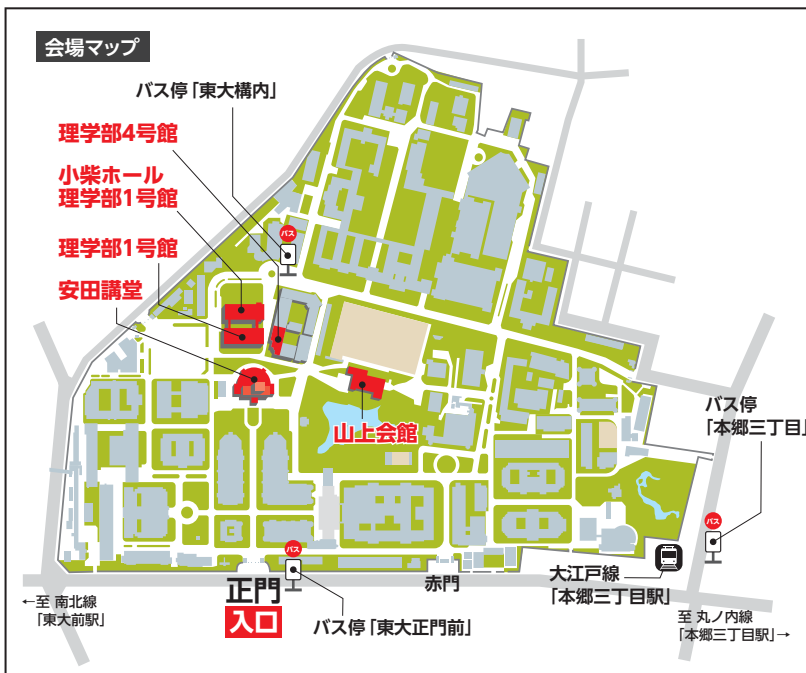 会場マップ
バス停「東大構内」
理学部4号館
小柴ホール
理学部1号館
理学部1号館
安田講堂
バス
山上会館
バス停
「本郷三丁目」
バス
バス
大江戸線
「本郷三丁目駅」
赤門
正門
入口
バス停「東大正門前」
←至 南北線
「東大前駅」
至 丸ノ内線
「本郷三丁目駅」→